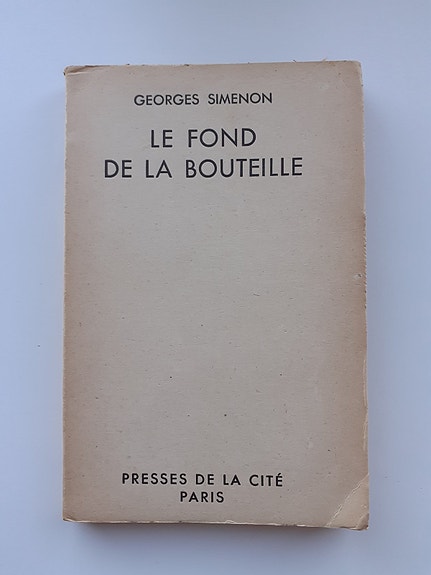 GEORGES SIMENON
LE FOND
DE LA BOUTEILLE
PRESSES DE LA CITÉ
PARIS